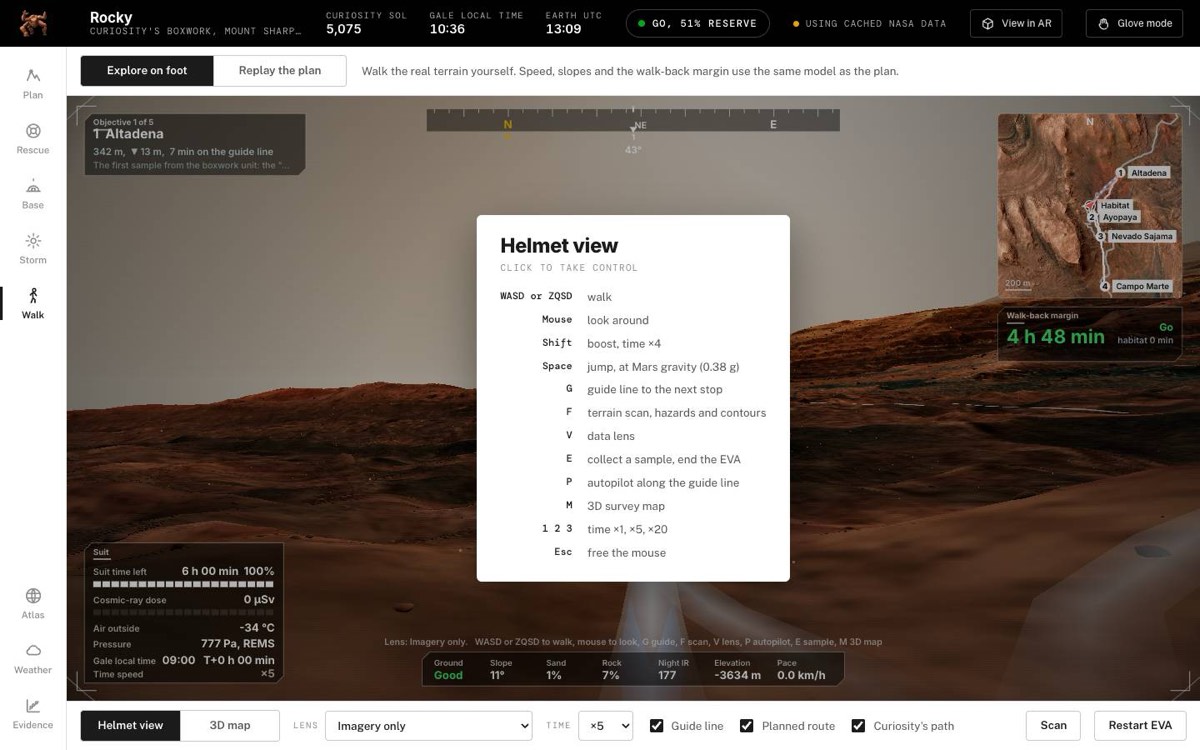 Rocky
CURIOSITY'S BOXWORK, MOUNT SHARP…
CURIOSITY SOL
5,075
GALE LOCAL TIME
10:36
EARTH UTC
13:09
GO, 51% RESERVE
USING CACHED NASA DATA
View in AR
Glove mode
Plan
Rescue
Base
Storm
Walk
Atlas
Weather
Evidence
Explore on foot
Replay the plan
Walk the real terrain yourself. Speed, slopes and the walk-back margin use the same model as the plan.
Objective 1 of 5
1 Altadena
342 m, ▼13 m, 7 min on the guide line
The first sample from the boxwork unit: the "…
N
NE
E
43°
N
1 Altadena
Habitat
2 Ayopaya
3 Nevado Sajama
4 Campo Marte
200 m
Walk-back margin
4 h 48 min
Go
habitat 0 min
Helmet view
CLICK TO TAKE CONTROL
WASD or ZQSD walk
Mouse look around
Shift boost, time ×4
Space jump, at Mars gravity (0.38 g)
G guide line to the next stop
F terrain scan, hazards and contours
V data lens
E collect a sample, end the EVA
P autopilot along the guide line
M 3D survey map
1 2 3 time ×1, ×5, ×20
Esc free the mouse
Suit
Suit time left 6 h 00 min 100%
Cosmic-ray dose 0 µSv
Air outside -34 °C
Pressure 777 Pa, REMS
Gale local time 09:00 T+0 h 00 min
Time speed ×5
Lens: Imagery only. WASD or ZQSD to walk, mouse to look, G guide, F scan, V lens, P autopilot, E sample, M 3D map
Ground Slope Sand Rock Night IR Elevation Pace
Good 11° 1% 7% 177 -3634 m 0.0 km/h
Helmet view
3D map
LENS
Imagery only
TIME
×5
Guide line
Planned route
Curiosity's path
Scan
Restart EVA